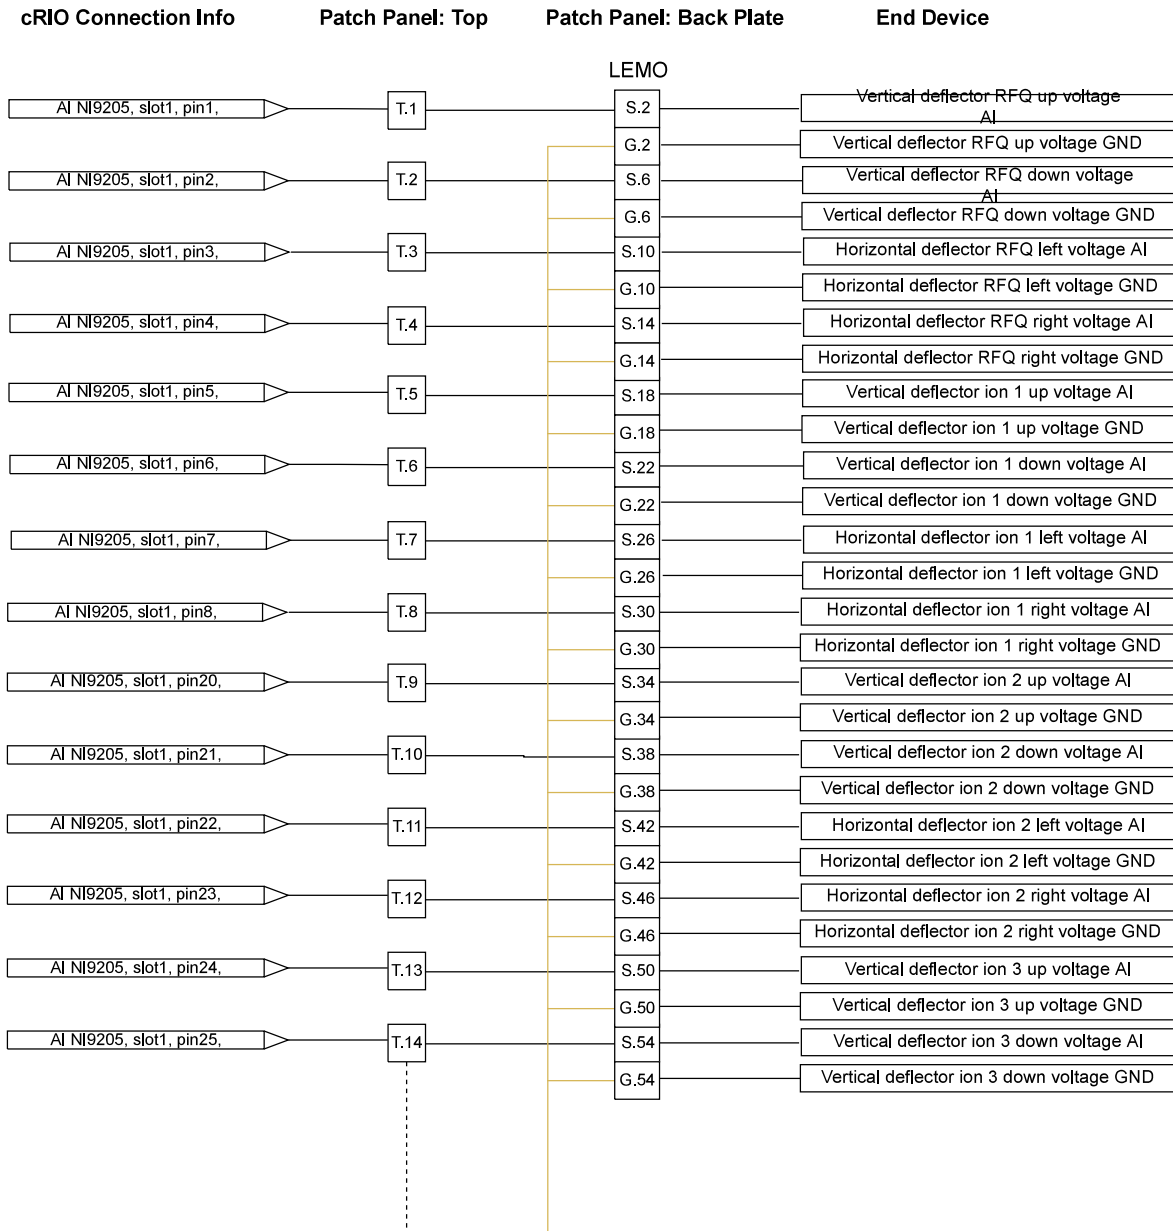 cRIO Connection Info Patch Panel: Top Patch Panel: Back Plate End Device
LEMO
AI NI9205, slot1, pin1, T.1 S.2 Vertical deflector RFQ up voltage
AI
G.2 Vertical deflector RFQ up voltage GND
AI NI9205, slot1, pin2, T.2 S.6 Vertical deflector RFQ down voltage
AI
G.6 Vertical deflector RFQ down voltage GND
AI NI9205, slot1, pin3, T.3 S.10 Horizontal deflector RFQ left voltage AI
G.10 Horizontal deflector RFQ left voltage GND
AI NI9205, slot1, pin4, T.4 S.14 Horizontal deflector RFQ right voltage AI
G.14 Horizontal deflector RFQ right voltage GND
AI NI9205, slot1, pin5, T.5 S.18 Vertical deflector ion 1 up voltage AI
G.18 Vertical deflector ion 1 up voltage GND
AI NI9205, slot1, pin6, T.6 S.22 Vertical deflector ion 1 down voltage AI
G.22 Vertical deflector ion 1 down voltage GND
AI NI9205, slot1, pin7, T.7 S.26 Horizontal deflector ion 1 left voltage AI
G.26 Horizontal deflector ion 1 left voltage GND
AI NI9205, slot1, pin8, T.8 S.30 Horizontal deflector ion 1 right voltage AI
G.30 Horizontal deflector ion 1 right voltage GND
AI NI9205, slot1, pin20, T.9 S.34 Vertical deflector ion 2 up voltage AI
G.34 Vertical deflector ion 2 up voltage GND
AI NI9205, slot1, pin21, T.10 S.38 Vertical deflector ion 2 down voltage AI
G.38 Vertical deflector ion 2 down voltage GND
AI NI9205, slot1, pin22, T.11 S.42 Horizontal deflector ion 2 left voltage AI
G.42 Horizontal deflector ion 2 left voltage GND
AI NI9205, slot1, pin23, T.12 S.46 Horizontal deflector ion 2 right voltage AI
G.46 Horizontal deflector ion 2 right voltage GND
AI NI9205, slot1, pin24, T.13 S.50 Vertical deflector ion 3 up voltage AI
G.50 Vertical deflector ion 3 up voltage GND
AI NI9205, slot1, pin25, T.14 S.54 Vertical deflector ion 3 down voltage AI
G.54 Vertical deflector ion 3 down voltage GND